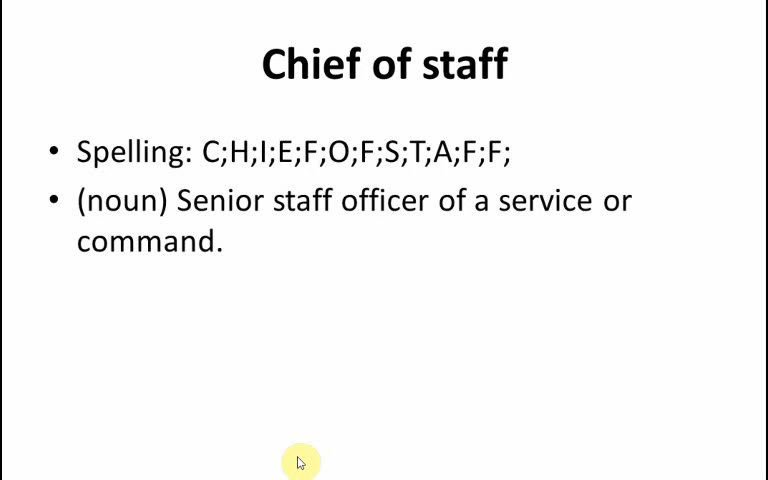 Chief of staff
• Spelling: C;H;I;E;F;O;F;S;T;A;F;F;
• (noun) Senior staff officer of a service or
command.